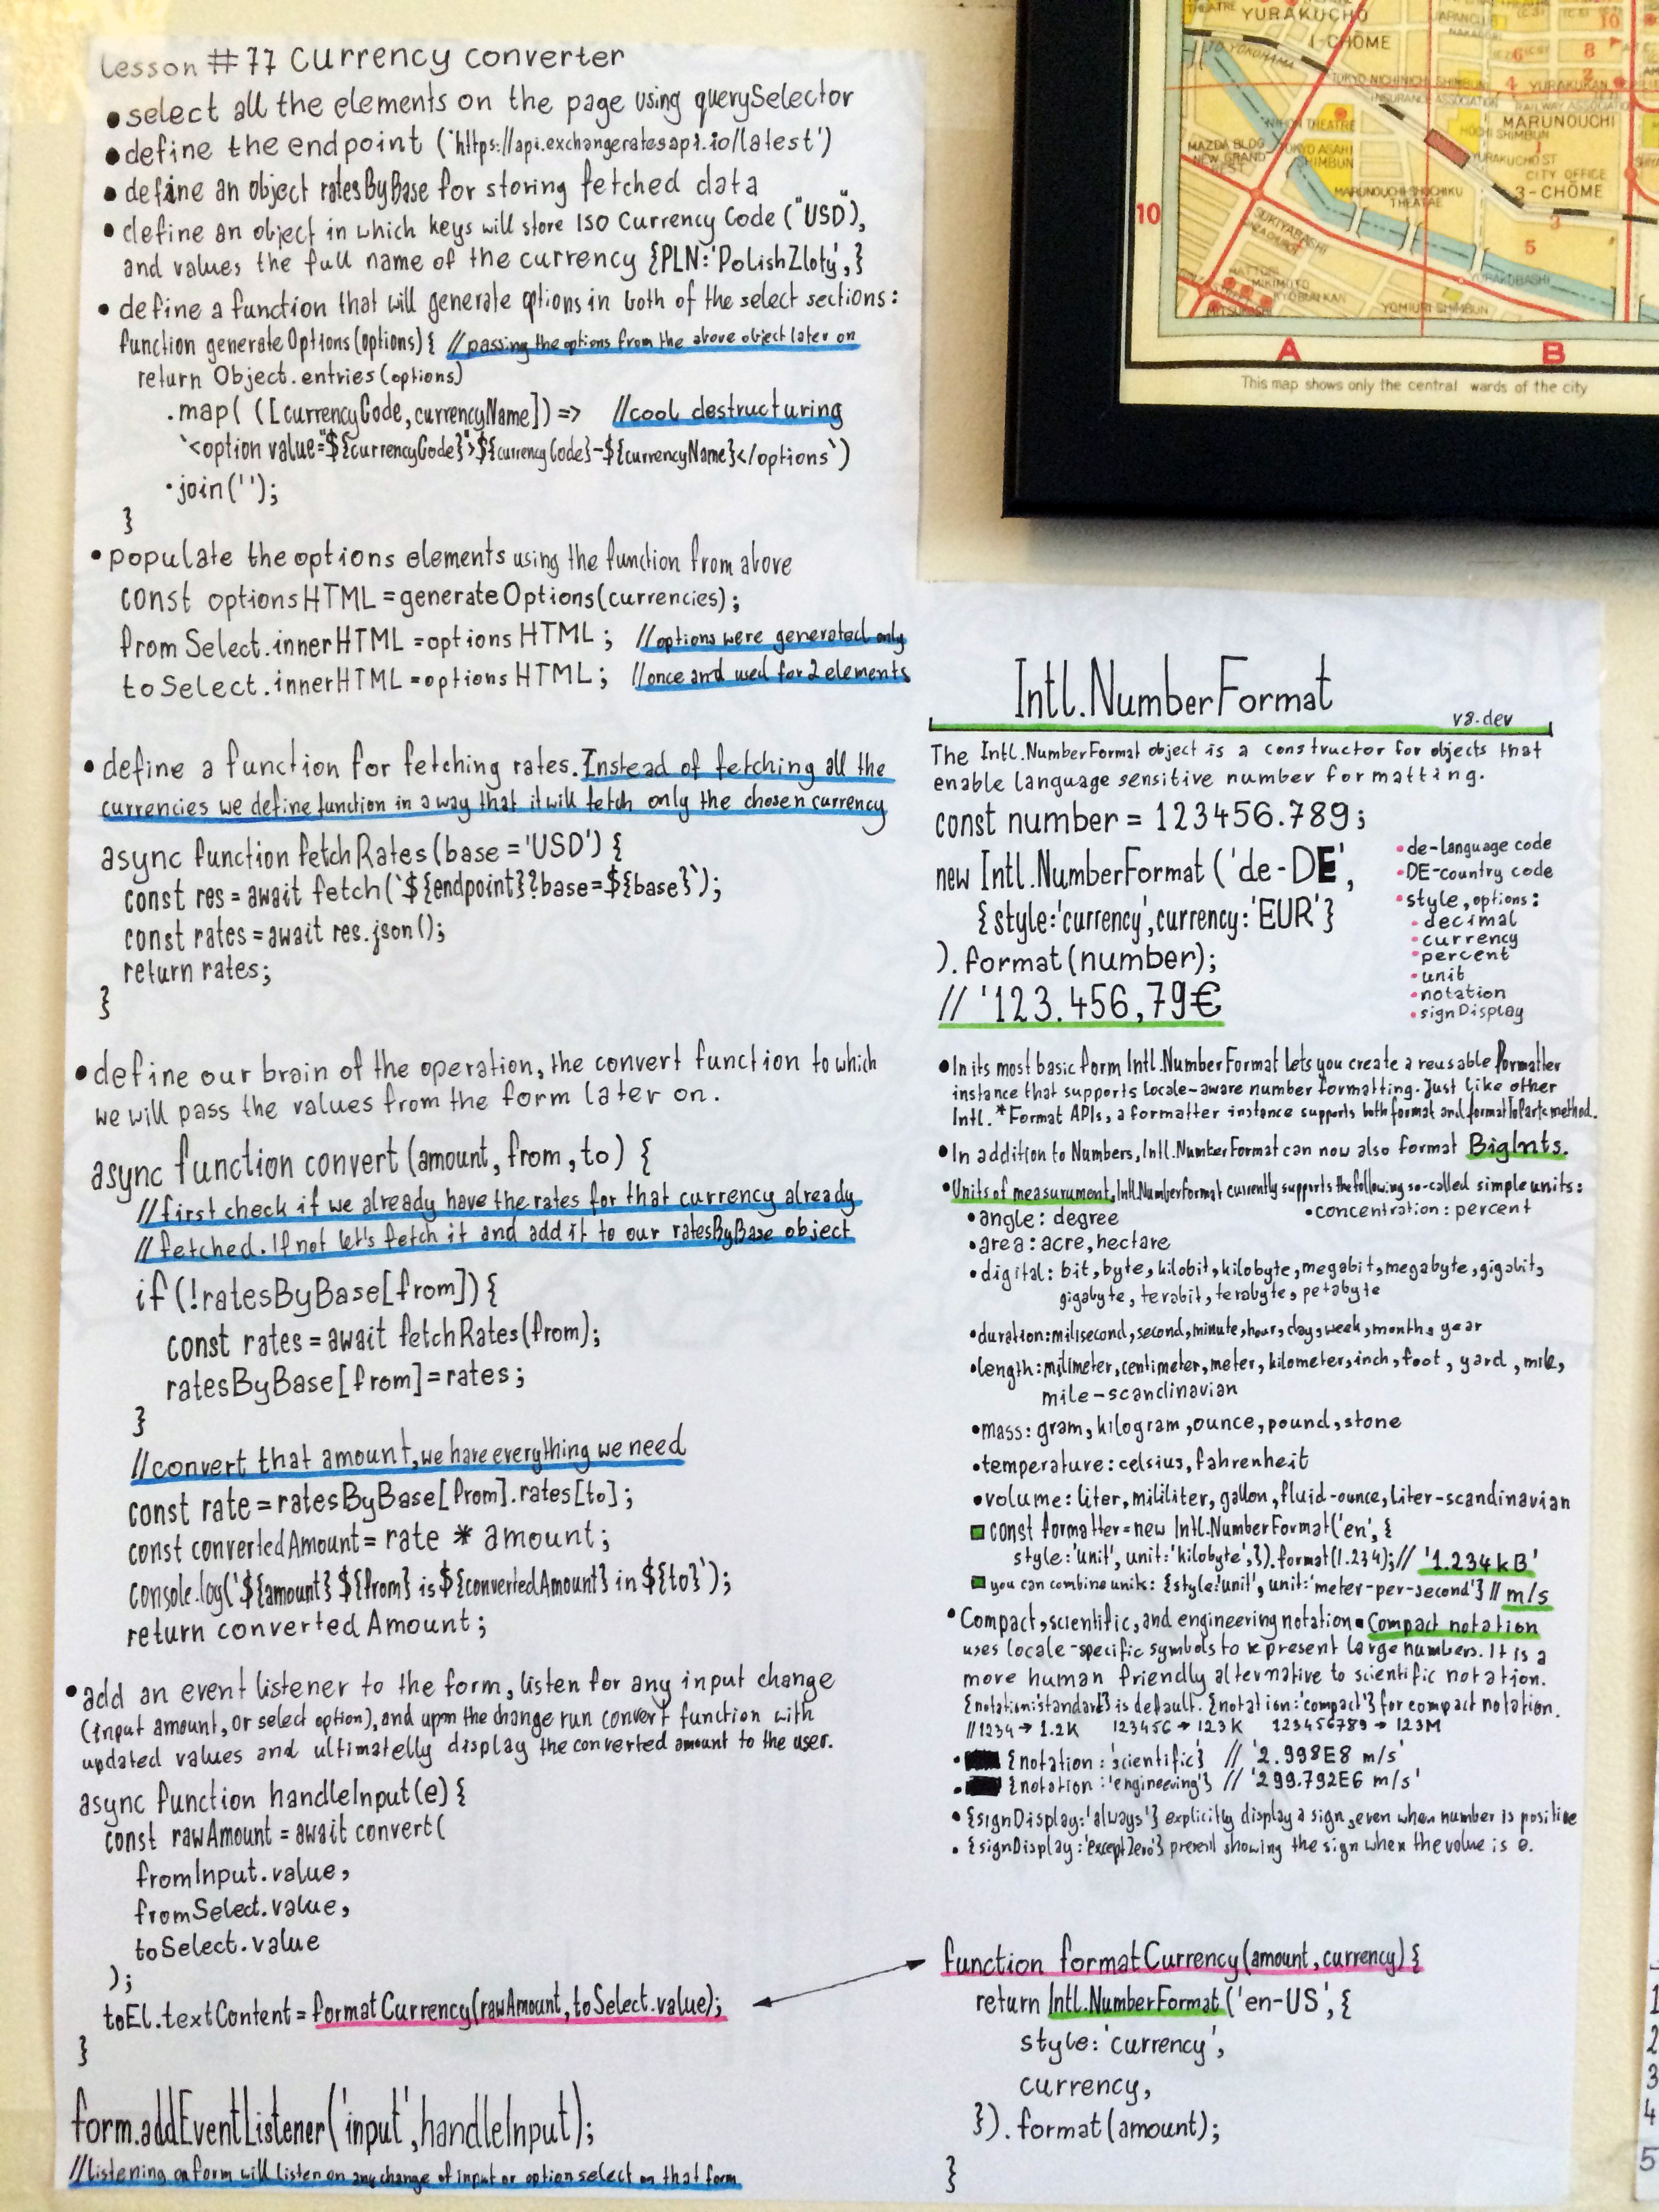 Lesson #77 Currency converter
• select all the elements on the page using querySelector
• define the endpoint ('https://api.exchangeratesapi.io/latest')
• define an object ratesByBase for storing fetched data
• define an object in which keys will store ISO Currency Code ("USD"),
and values the full name of the currency {PLN:'Polish Zloty',}
• define a function that will generate options in both of the select sections:
function generateOptions(options) { //passing the options from the above object later on
return Object.entries(options)
.map( ([currencyCode, currencyName]) => //cool destructuring
`<option value="${currencyCode}">${currencyCode}-${currencyName}</options`)
.join('');
}
• populate the options elements using the function from above
const optionsHTML = generateOptions(currencies);
fromSelect.innerHTML = optionsHTML; //options were generated only
toSelect.innerHTML = optionsHTML; //once and used for 2 elements
• define a function for fetching rates. Instead of fetching all the
currencies we define function in a way that it will fetch only the chosen currency
async function fetchRates(base = 'USD') {
const res = await fetch(`${endpoint}?base=${base}`);
const rates = await res.json();
return rates;
}
• define our brain of the operation, the convert function to which
we will pass the values from the form later on.
async function convert (amount, from, to) {
//first check if we already have the rates for that currency already
//fetched. If not let's fetch it and add it to our ratesByBase object
if (!ratesByBase[from]) {
const rates = await fetchRates(from);
ratesByBase[from] = rates;
}
//convert that amount, we have everything we need
const rate = ratesByBase[from].rates[to];
const convertedAmount = rate * amount;
console.log(`${amount} ${from} is ${convertedAmount} in ${to}`);
return convertedAmount;
• add an event listener to the form, listen for any input change
(input amount, or select option), and upon the change run convert function with
updated values and ultimatelly display the converted amount to the user.
async function handleInput(e) {
const rawAmount = await convert(
fromInput.value,
fromSelect.value,
toSelect.value
);
toEl.textContent = formatCurrency(rawAmount, toSelect.value);
}
form.addEventListener('input', handleInput);
//listening on form will listen on any change of input or option select on that form
Intl.NumberFormat
v8.dev
The Intl.NumberFormat object is a constructor for objects that
enable language sensitive number formatting.
const number = 123456.789;
new Intl.NumberFormat ('de-DE',
{style:'currency', currency:'EUR'}
).format(number);
// '123.456,79€
• de-language code
• DE-country code
• style, options:
• decimal
• currency
• percent
• unit
• notation
• signDisplay
• In its most basic form Intl.NumberFormat lets you create a reusable formatter
instance that supports locale-aware number formatting. Just like other
Intl.*Format APIs, a formatter instance supports both format and formatToParts method.
• In addition to Numbers, Intl.NumberFormat can now also format BigInts.
• Units of measurument, Intl.NumberFormat currently supports the following so-called simple units:
• angle: degree • concentration: percent
• area: acre, hectare
• digital: bit, byte, kilobit, kilobyte, megabit, megabyte, gigabit,
gigabyte, terabit, terabyte, petabyte
• duration: milisecond, second, minute, hour, day, week, month, year
• length: milimeter, centimeter, meter, kilometer, inch, foot, yard, mile,
mile-scandinavian
• mass: gram, kilogram, ounce, pound, stone
• temperature: celsius, fahrenheit
• volume: liter, mililiter, gallon, fluid-ounce, liter-scandinavian
const formatter = new Intl.NumberFormat('en', {
style:'unit', unit:'kilobyte',}).format(1.234); // '1.234kB'
you can combine units: {style:'unit', unit:'meter-per-second'} // m/s
• Compact, scientific, and engineering notation. Compact notation
uses locale-specific symbols to represent large numbers. It is a
more human friendly alternative to scientific notation.
{notation:'standard'} is default. {notation:'compact'} for compact notation.
//1234 → 1.2K 123456 → 123K 123456789 → 123M
• {notation:'scientific'} // '2.998E8 m/s'
• {notation:'engineering'} // '299.792E6 m/s'
• {signDisplay:'always'} explicitly display a sign, even when number is positive
• {signDisplay:'exceptZero'} prevent showing the sign when the value is 0.
function formatCurrency(amount, currency) {
return Intl.NumberFormat('en-US', {
style: 'currency',
currency,
}).format(amount);
}
YURAKUCHO
1-CHOME
TO YOKOHAMA
MARUNOUCHI
CITY OFFICE
3-CHOME
MAZDA BLDG
NEW GRAND
MARUNOUCHI SHOCHIKU
THEATRE
SUKIYABASHI
HATTORI
MIKIMOTO
YOMIURI SHIMBUN
10
A B
This map shows only the central wards of the city
1
2
3
4
5